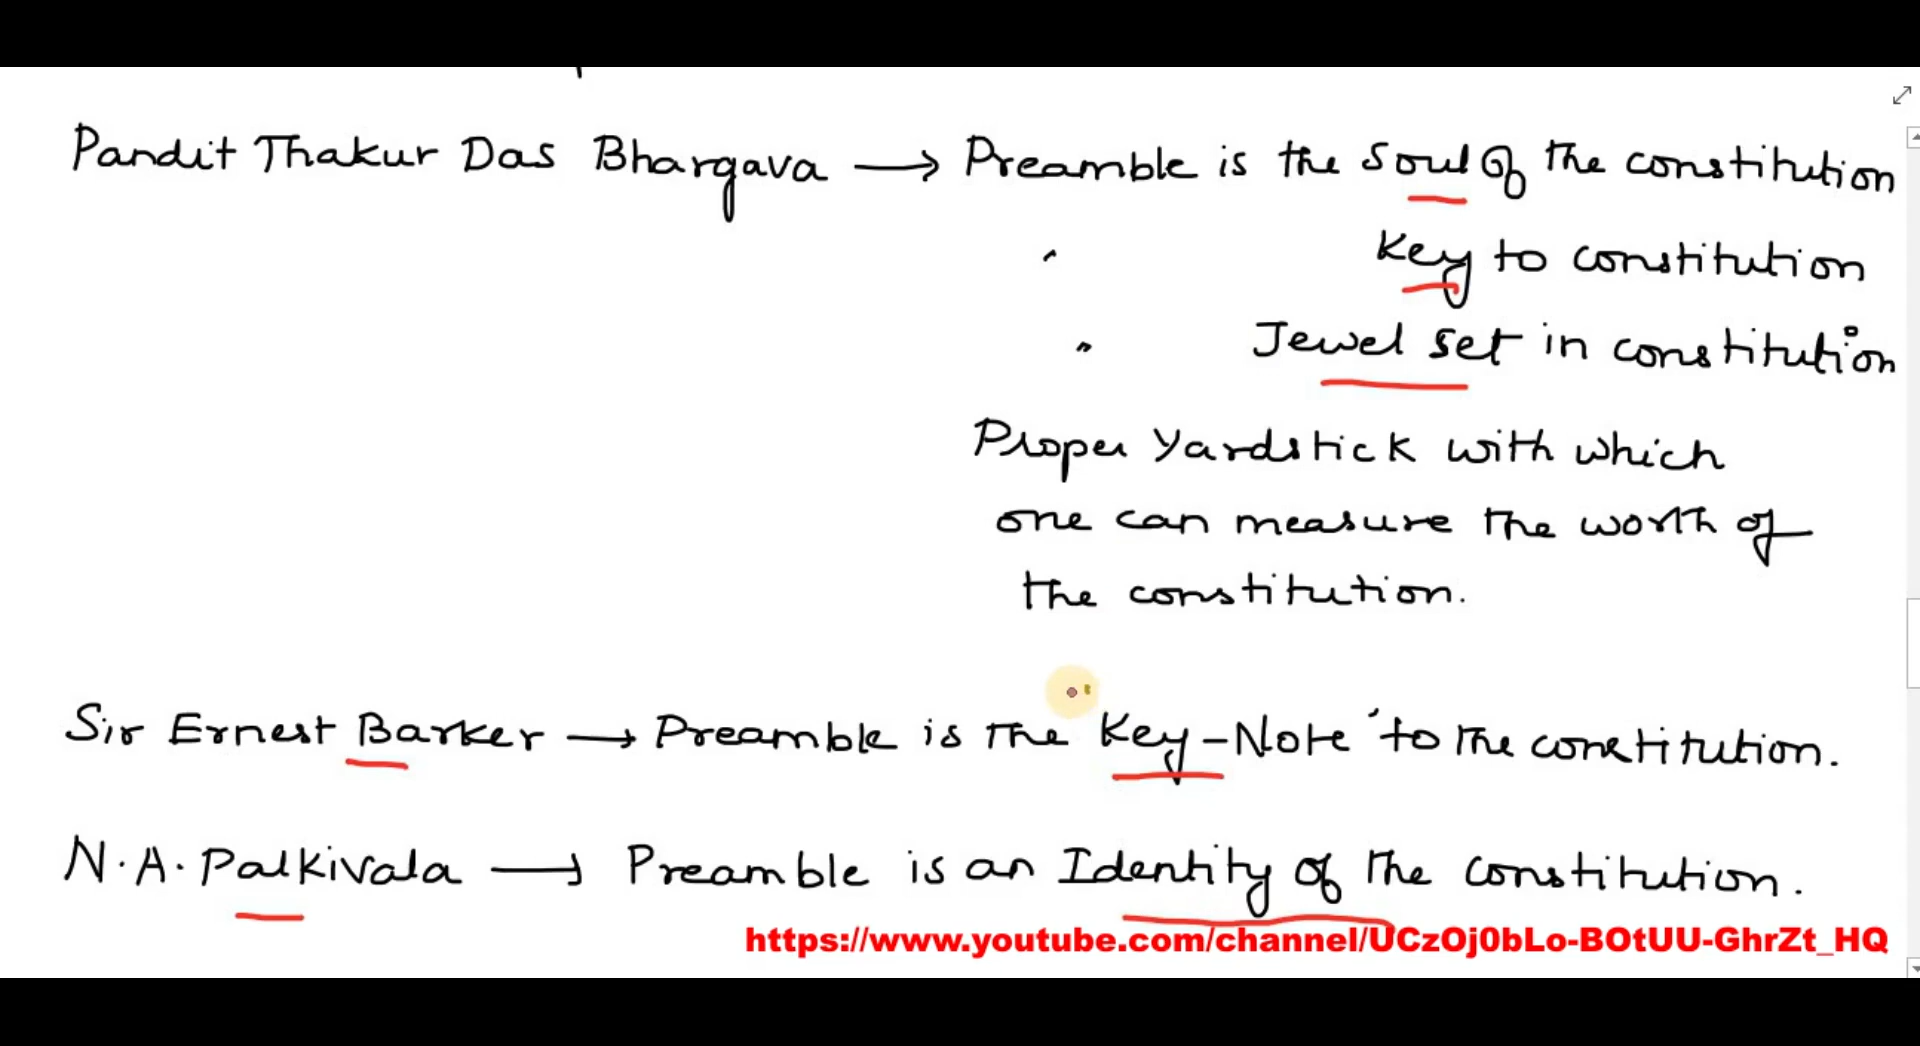 Pandit Thakur Das Bhargava → Preamble is the soul of the constitution
" Key to constitution
" Jewel set in constitution
Proper yardstick with which
one can measure the worth of
the constitution.
Sir Ernest Barker → Preamble is the Key-Note to the constitution.
N.A. Palkivala → Preamble is an Identity of the constitution.
https://www.youtube.com/channel/UCzOj0bLo-BOtUU-GhrZt_HQ